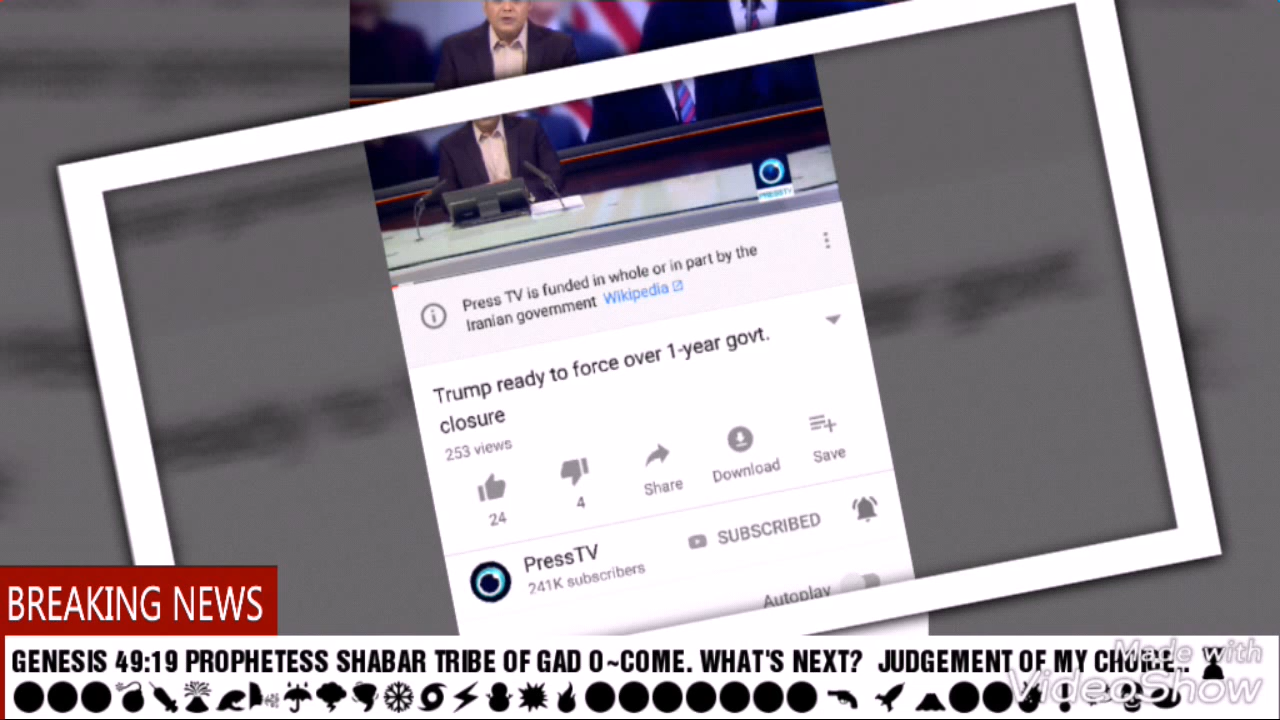 PRESSTV
Press TV is funded in whole or in part by the
Iranian government Wikipedia
Trump ready to force over 1-year govt.
closure
253 views
24
4
Share
Download
Save
PressTV
241K subscribers
SUBSCRIBED
Autoplay
BREAKING NEWS
GENESIS 49:19 PROPHETESS SHABAR TRIBE OF GAD O~COME. WHAT'S NEXT? JUDGEMENT OF MY CHOICE..
Made with
VideoShow